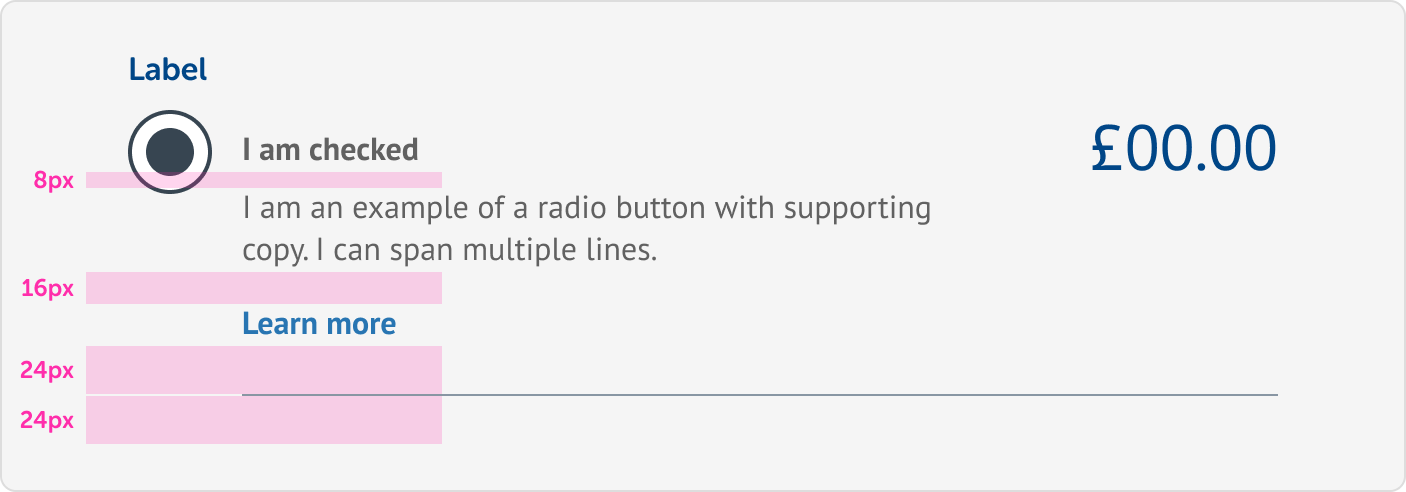 Label
I am checked
£00.00
8px
I am an example of a radio button with supporting
copy. I can span multiple lines.
16px
Learn more
24px
24px